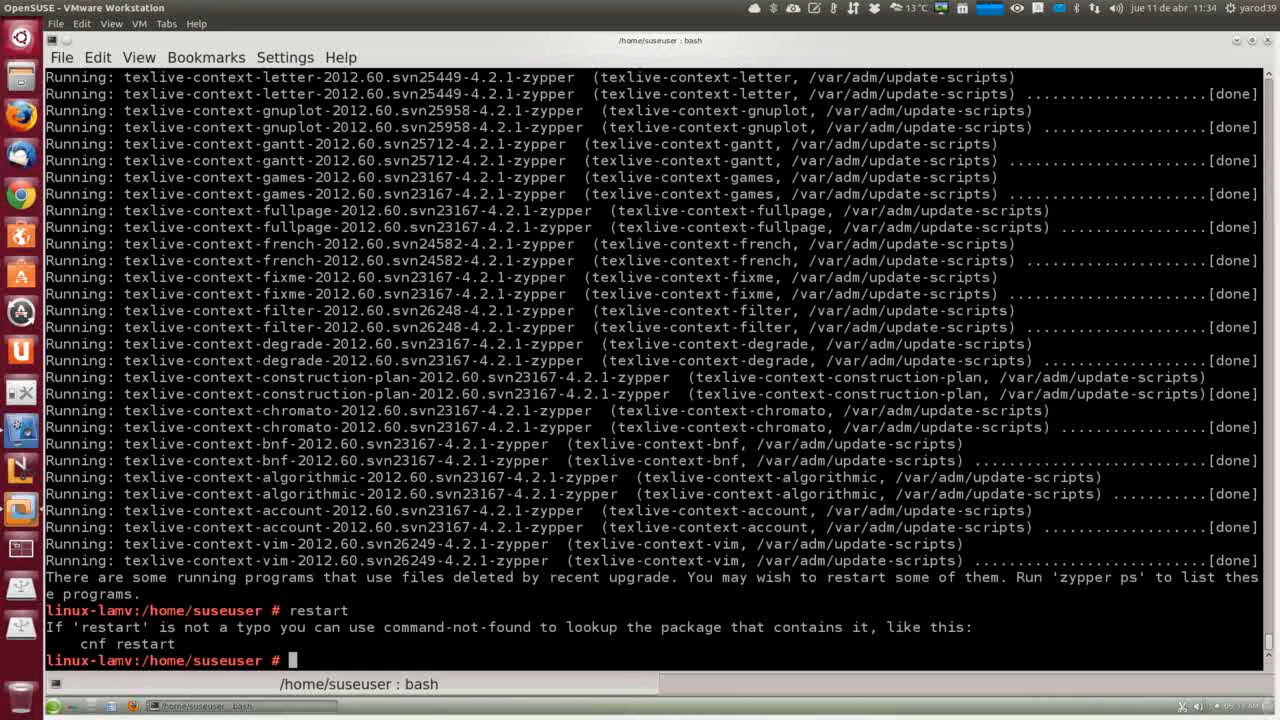 OpenSUSE - VMware Workstation
13°C
jue 11 de abr 11:34
yarod39
File Edit View VM Tabs Help
/home/suseuser : bash
File Edit View Bookmarks Settings Help
Running: texlive-context-letter-2012.60.svn25449-4.2.1-zypper (texlive-context-letter, /var/adm/update-scripts)
Running: texlive-context-letter-2012.60.svn25449-4.2.1-zypper (texlive-context-letter, /var/adm/update-scripts) .....................[done]
Running: texlive-context-gnuplot-2012.60.svn25958-4.2.1-zypper (texlive-context-gnuplot, /var/adm/update-scripts)
Running: texlive-context-gnuplot-2012.60.svn25958-4.2.1-zypper (texlive-context-gnuplot, /var/adm/update-scripts) ...................[done]
Running: texlive-context-gantt-2012.60.svn25712-4.2.1-zypper (texlive-context-gantt, /var/adm/update-scripts)
Running: texlive-context-gantt-2012.60.svn25712-4.2.1-zypper (texlive-context-gantt, /var/adm/update-scripts) .......................[done]
Running: texlive-context-games-2012.60.svn23167-4.2.1-zypper (texlive-context-games, /var/adm/update-scripts)
Running: texlive-context-games-2012.60.svn23167-4.2.1-zypper (texlive-context-games, /var/adm/update-scripts) .......................[done]
Running: texlive-context-fullpage-2012.60.svn23167-4.2.1-zypper (texlive-context-fullpage, /var/adm/update-scripts)
Running: texlive-context-fullpage-2012.60.svn23167-4.2.1-zypper (texlive-context-fullpage, /var/adm/update-scripts) .................[done]
Running: texlive-context-french-2012.60.svn24582-4.2.1-zypper (texlive-context-french, /var/adm/update-scripts)
Running: texlive-context-french-2012.60.svn24582-4.2.1-zypper (texlive-context-french, /var/adm/update-scripts) .....................[done]
Running: texlive-context-fixme-2012.60.svn23167-4.2.1-zypper (texlive-context-fixme, /var/adm/update-scripts)
Running: texlive-context-fixme-2012.60.svn23167-4.2.1-zypper (texlive-context-fixme, /var/adm/update-scripts) .......................[done]
Running: texlive-context-filter-2012.60.svn26248-4.2.1-zypper (texlive-context-filter, /var/adm/update-scripts)
Running: texlive-context-filter-2012.60.svn26248-4.2.1-zypper (texlive-context-filter, /var/adm/update-scripts) .....................[done]
Running: texlive-context-degrade-2012.60.svn23167-4.2.1-zypper (texlive-context-degrade, /var/adm/update-scripts)
Running: texlive-context-degrade-2012.60.svn23167-4.2.1-zypper (texlive-context-degrade, /var/adm/update-scripts) ...................[done]
Running: texlive-context-construction-plan-2012.60.svn23167-4.2.1-zypper (texlive-context-construction-plan, /var/adm/update-scripts)
Running: texlive-context-construction-plan-2012.60.svn23167-4.2.1-zypper (texlive-context-construction-plan, /var/adm/update-scripts)[done]
Running: texlive-context-chromato-2012.60.svn23167-4.2.1-zypper (texlive-context-chromato, /var/adm/update-scripts)
Running: texlive-context-chromato-2012.60.svn23167-4.2.1-zypper (texlive-context-chromato, /var/adm/update-scripts) .................[done]
Running: texlive-context-bnf-2012.60.svn23167-4.2.1-zypper (texlive-context-bnf, /var/adm/update-scripts)
Running: texlive-context-bnf-2012.60.svn23167-4.2.1-zypper (texlive-context-bnf, /var/adm/update-scripts) ...........................[done]
Running: texlive-context-algorithmic-2012.60.svn23167-4.2.1-zypper (texlive-context-algorithmic, /var/adm/update-scripts)
Running: texlive-context-algorithmic-2012.60.svn23167-4.2.1-zypper (texlive-context-algorithmic, /var/adm/update-scripts) ...........[done]
Running: texlive-context-account-2012.60.svn23167-4.2.1-zypper (texlive-context-account, /var/adm/update-scripts)
Running: texlive-context-account-2012.60.svn23167-4.2.1-zypper (texlive-context-account, /var/adm/update-scripts) ...................[done]
Running: texlive-context-vim-2012.60.svn26249-4.2.1-zypper (texlive-context-vim, /var/adm/update-scripts)
Running: texlive-context-vim-2012.60.svn26249-4.2.1-zypper (texlive-context-vim, /var/adm/update-scripts) ...........................[done]
There are some running programs that use files deleted by recent upgrade. You may wish to restart some of them. Run 'zypper ps' to list thes
e programs.
linux-lamv:/home/suseuser # restart
If 'restart' is not a typo you can use command-not-found to lookup the package that contains it, like this:
cnf restart
linux-lamv:/home/suseuser #
/home/suseuser : bash
/home/suseuser : bash